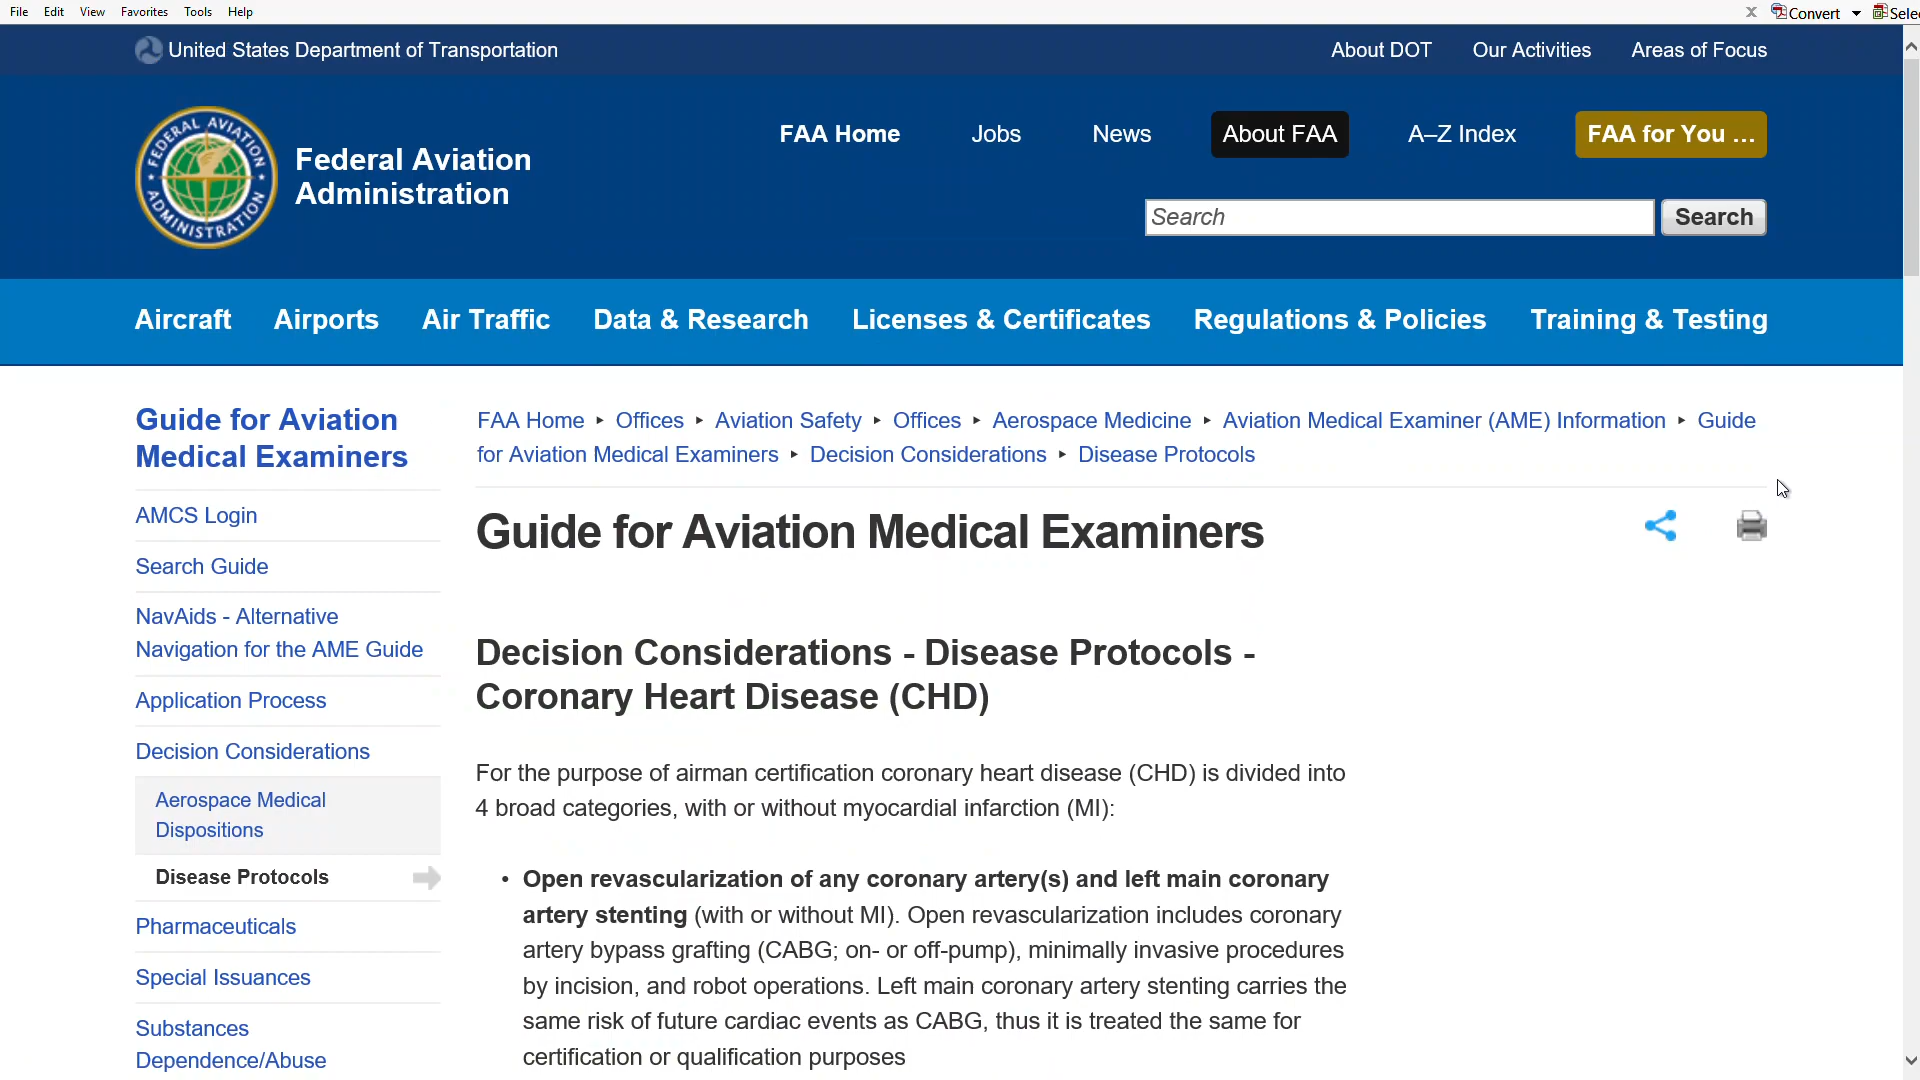 File Edit View Favorites Tools Help
Convert
United States Department of Transportation
About DOT Our Activities Areas of Focus
FEDERAL AVIATION ADMINISTRATION
Federal Aviation
Administration
FAA Home Jobs News About FAA A–Z Index FAA for You ...
Search Search
Aircraft Airports Air Traffic Data & Research Licenses & Certificates Regulations & Policies Training & Testing
Guide for Aviation
Medical Examiners
AMCS Login
Search Guide
NavAids - Alternative
Navigation for the AME Guide
Application Process
Decision Considerations
Aerospace Medical
Dispositions
Disease Protocols
Pharmaceuticals
Special Issuances
Substances
Dependence/Abuse
FAA Home ▸ Offices ▸ Aviation Safety ▸ Offices ▸ Aerospace Medicine ▸ Aviation Medical Examiner (AME) Information ▸ Guide
for Aviation Medical Examiners ▸ Decision Considerations ▸ Disease Protocols
Guide for Aviation Medical Examiners
Decision Considerations - Disease Protocols -
Coronary Heart Disease (CHD)
For the purpose of airman certification coronary heart disease (CHD) is divided into
4 broad categories, with or without myocardial infarction (MI):
• Open revascularization of any coronary artery(s) and left main coronary
artery stenting (with or without MI). Open revascularization includes coronary
artery bypass grafting (CABG; on- or off-pump), minimally invasive procedures
by incision, and robot operations. Left main coronary artery stenting carries the
same risk of future cardiac events as CABG, thus it is treated the same for
certification or qualification purposes